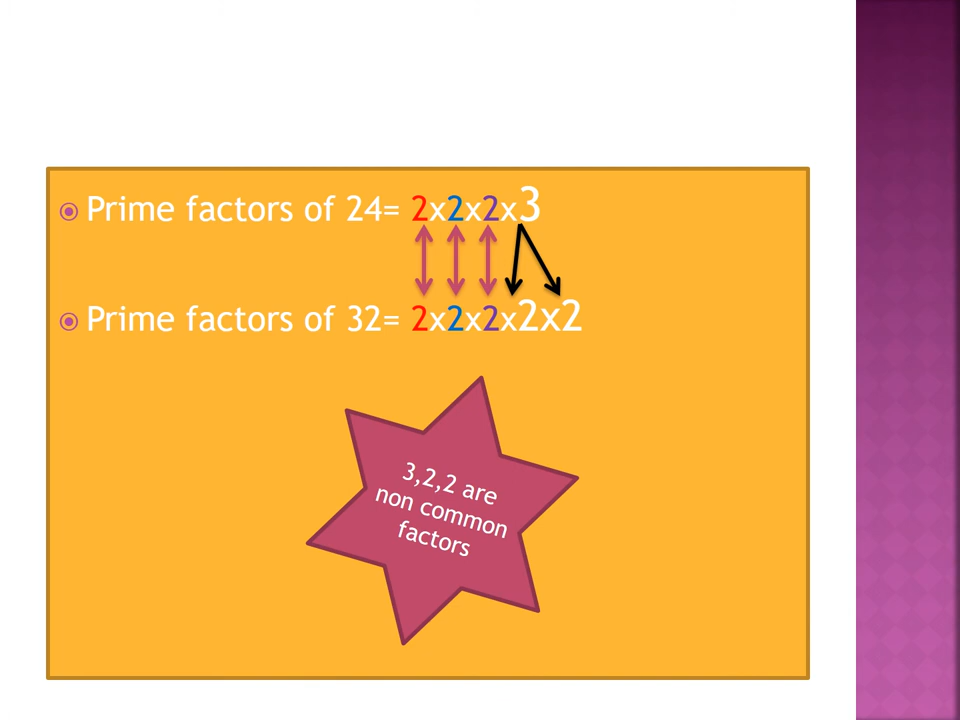 Prime factors of 24= 2x2x2x3
Prime factors of 32= 2x2x2x2x2
3,2,2 are
non common
factors